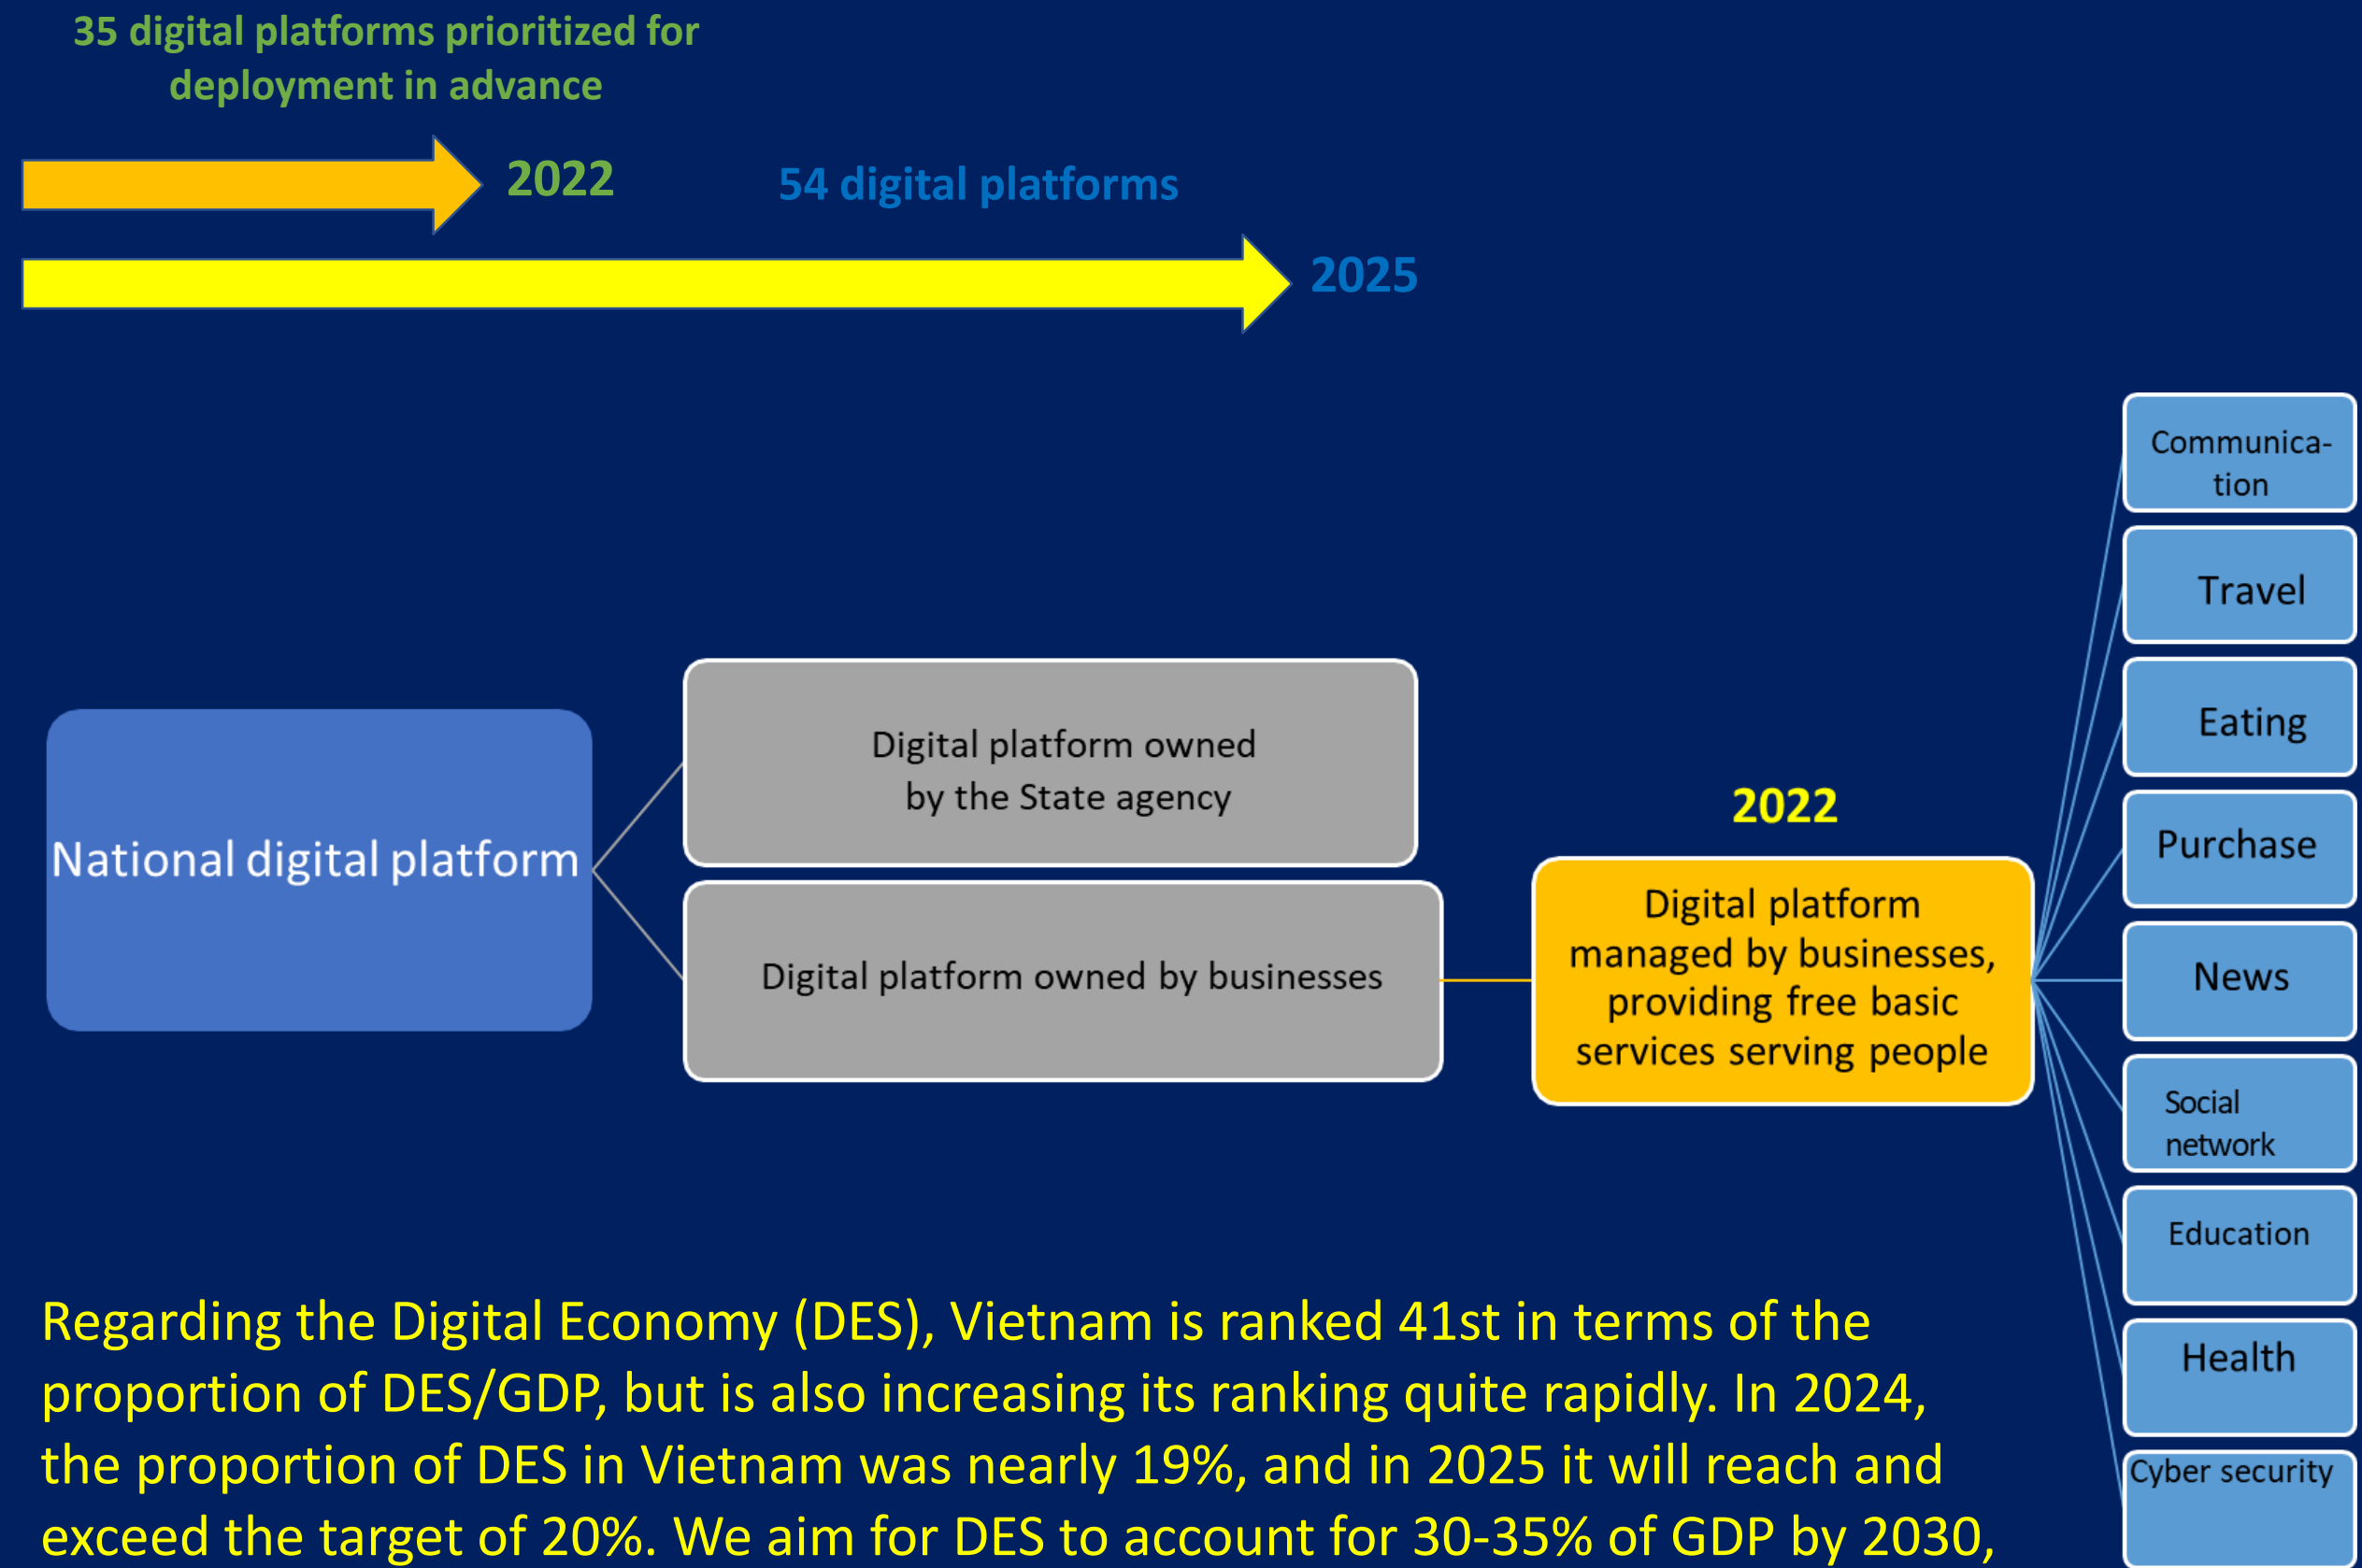 35 digital platforms prioritized for
deployment in advance
2022
54 digital platforms
2025
National digital platform
Digital platform owned
by the State agency
Digital platform owned by businesses
2022
Digital platform
managed by businesses,
providing free basic
services serving people
Communica-
tion
Travel
Eating
Purchase
News
Social
network
Education
Health
Cyber security
Regarding the Digital Economy (DES), Vietnam is ranked 41st in terms of the
proportion of DES/GDP, but is also increasing its ranking quite rapidly. In 2024,
the proportion of DES in Vietnam was nearly 19%, and in 2025 it will reach and
exceed the target of 20%. We aim for DES to account for 30-35% of GDP by 2030,